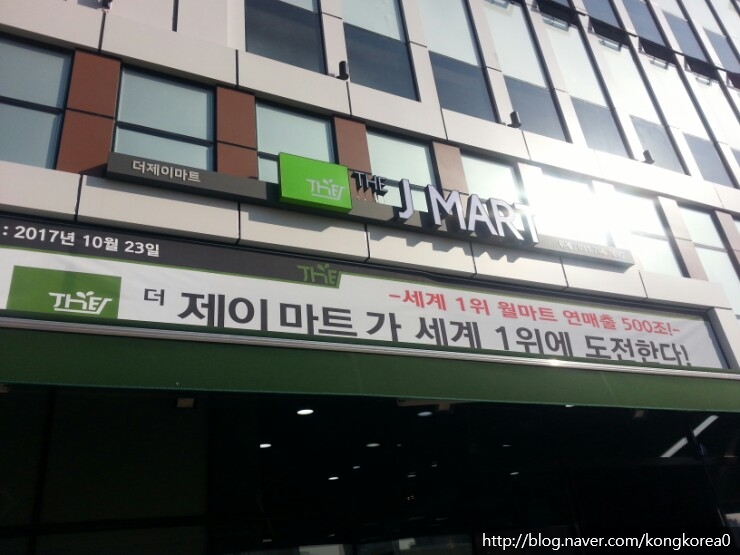 더제이마트
THE
THE J MART
: 2017년 10월 23일
THE
THE
-세계 1위 월마트 연매출 500조!-
더 제이마트가 세계 1위에 도전한다!
http://blog.naver.com/kongkorea0